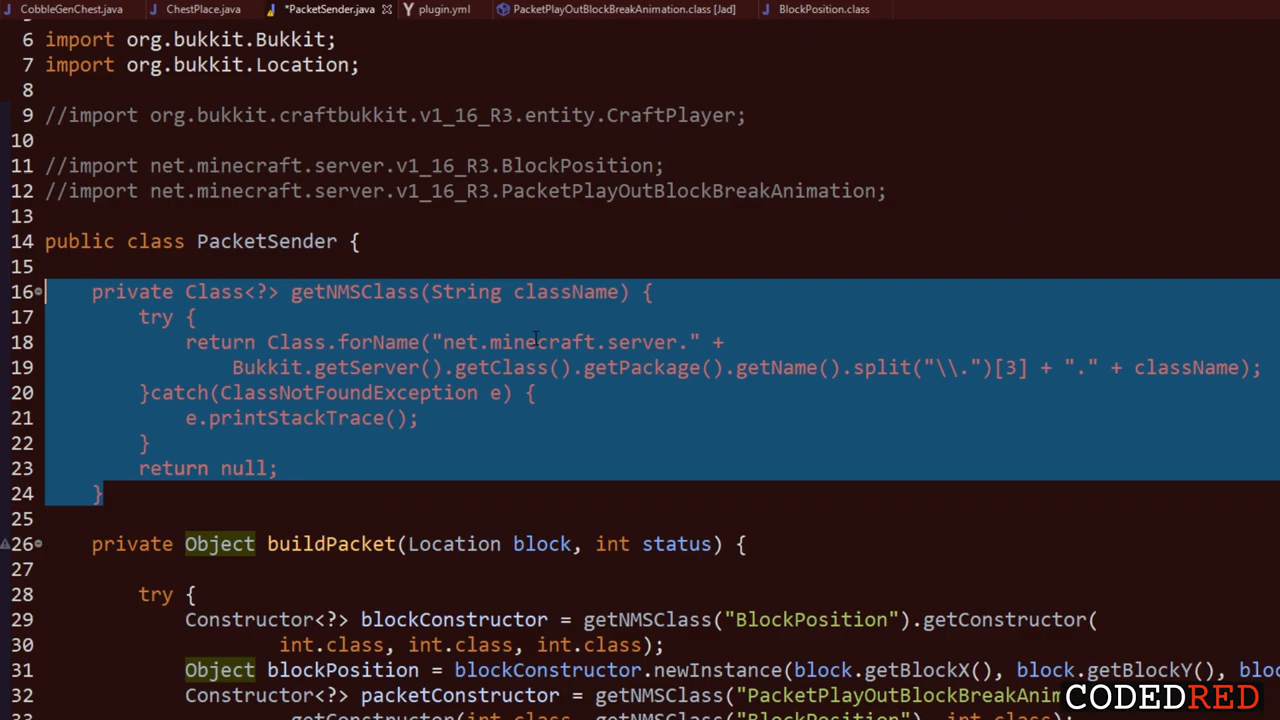 CobbleGenChest.java ChestPlace.java *PacketSender.java plugin.yml PacketPlayOutBlockBreakAnimation.class [Jad] BlockPosition.class
6 import org.bukkit.Bukkit;
7 import org.bukkit.Location;
8
9 //import org.bukkit.craftbukkit.v1_16_R3.entity.CraftPlayer;
10
11 //import net.minecraft.server.v1_16_R3.BlockPosition;
12 //import net.minecraft.server.v1_16_R3.PacketPlayOutBlockBreakAnimation;
13
14 public class PacketSender {
15
16 private Class<?> getNMSClass(String className) {
17 try {
18 return Class.forName("net.minecraft.server." +
19 Bukkit.getServer().getClass().getPackage().getName().split("\\.")[3] + "." + className);
20 }catch(ClassNotFoundException e) {
21 e.printStackTrace();
22 }
23 return null;
24 }
25
26 private Object buildPacket(Location block, int status) {
27
28 try {
29 Constructor<?> blockConstructor = getNMSClass("BlockPosition").getConstructor(
30 int.class, int.class, int.class);
31 Object blockPosition = blockConstructor.newInstance(block.getBlockX(), block.getBlockY(), blo
32 Constructor<?> packetConstructor = getNMSClass("PacketPlayOutBlockBreakAnim
CODEDRED